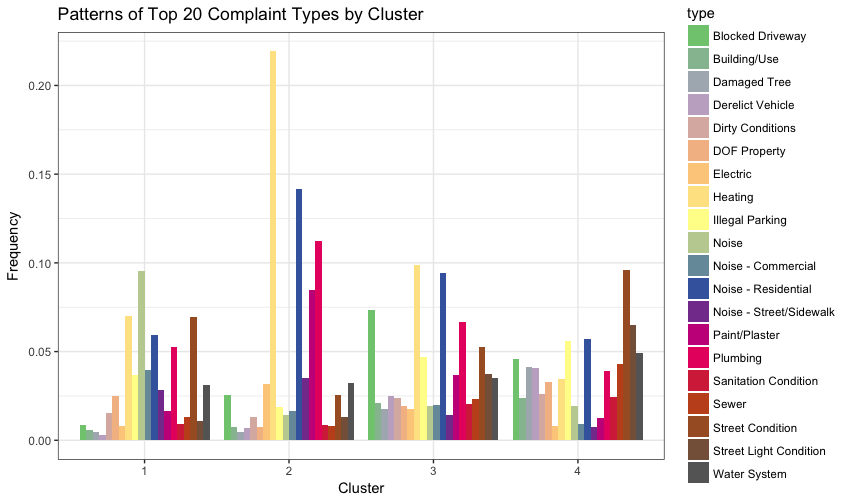 Patterns of Top 20 Complaint Types by Cluster
Frequency
0.20
0.15
0.10
0.05
0.00
1 2 3 4
Cluster
type
Blocked Driveway
Building/Use
Damaged Tree
Derelict Vehicle
Dirty Conditions
DOF Property
Electric
Heating
Illegal Parking
Noise
Noise - Commercial
Noise - Residential
Noise - Street/Sidewalk
Paint/Plaster
Plumbing
Sanitation Condition
Sewer
Street Condition
Street Light Condition
Water System